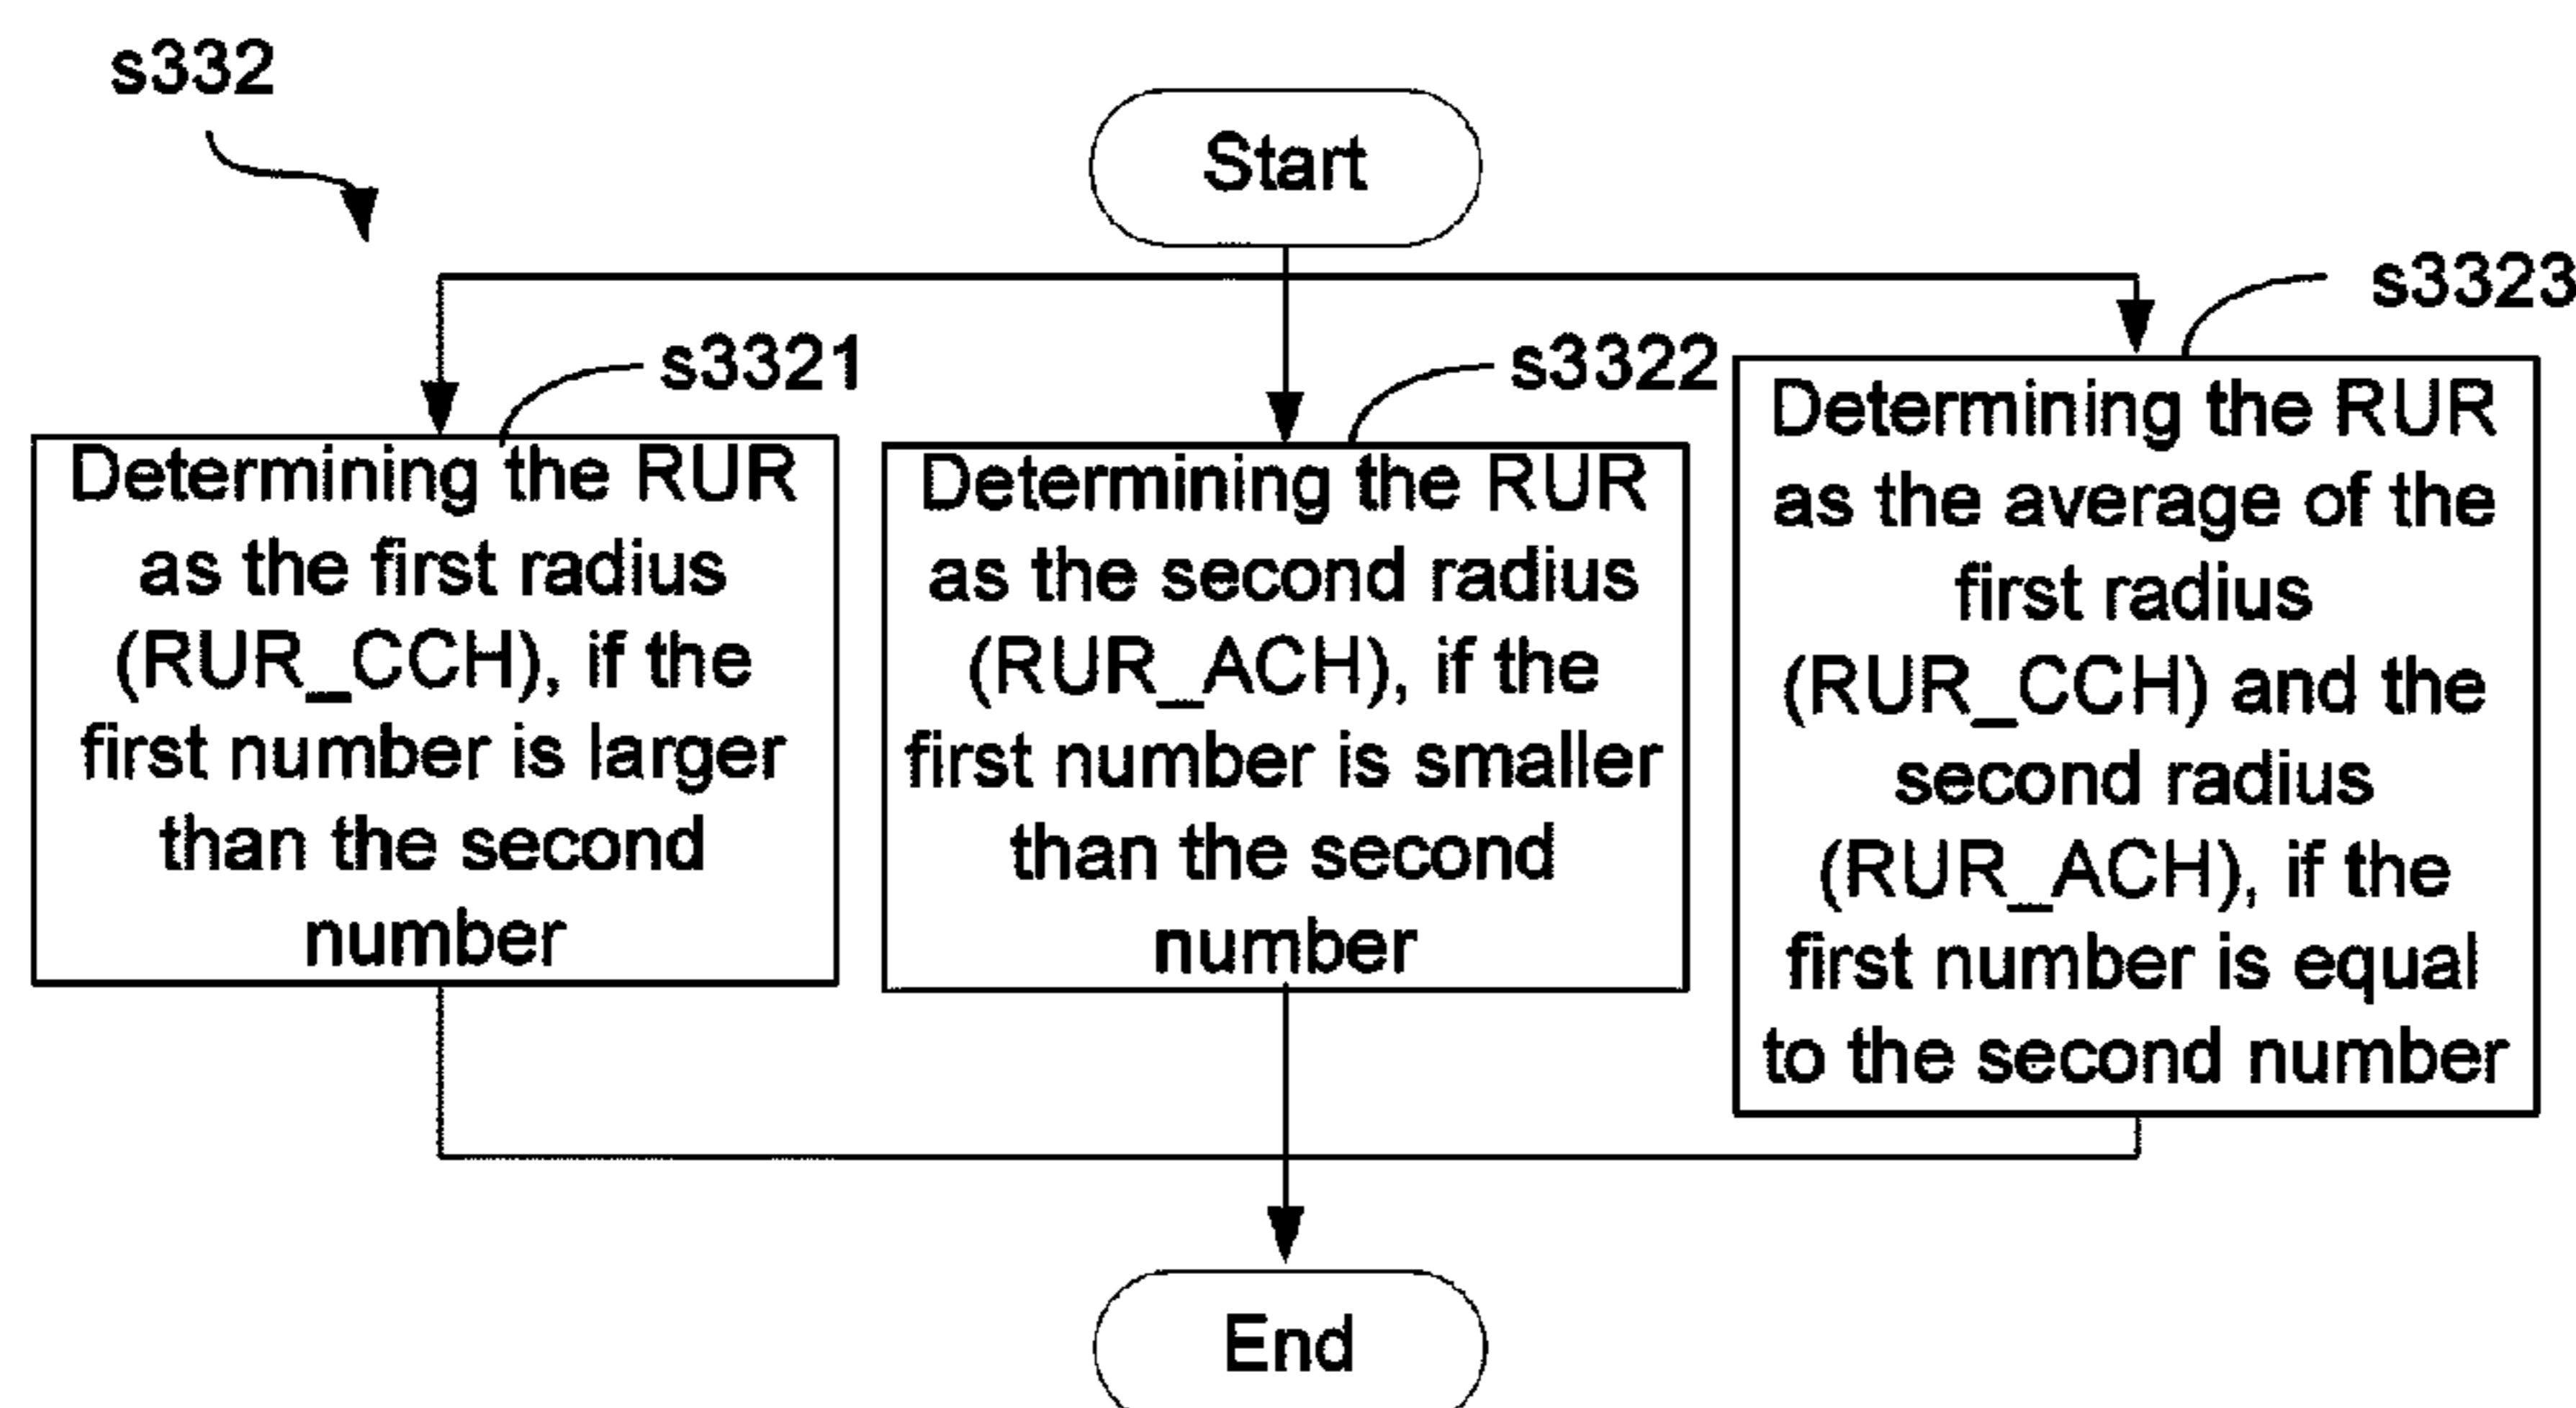 s332
Start
s3323
s3321
s3322
Determining the RUR
as the first radius
(RUR_CCH), if the
first number is larger
than the second
number
Determining the RUR
as the second radius
(RUR_ACH), if the
first number is smaller
than the second
number
Determining the RUR
as the average of the
first radius
(RUR_CCH) and the
second radius
(RUR_ACH), if the
first number is equal
to the second number
End